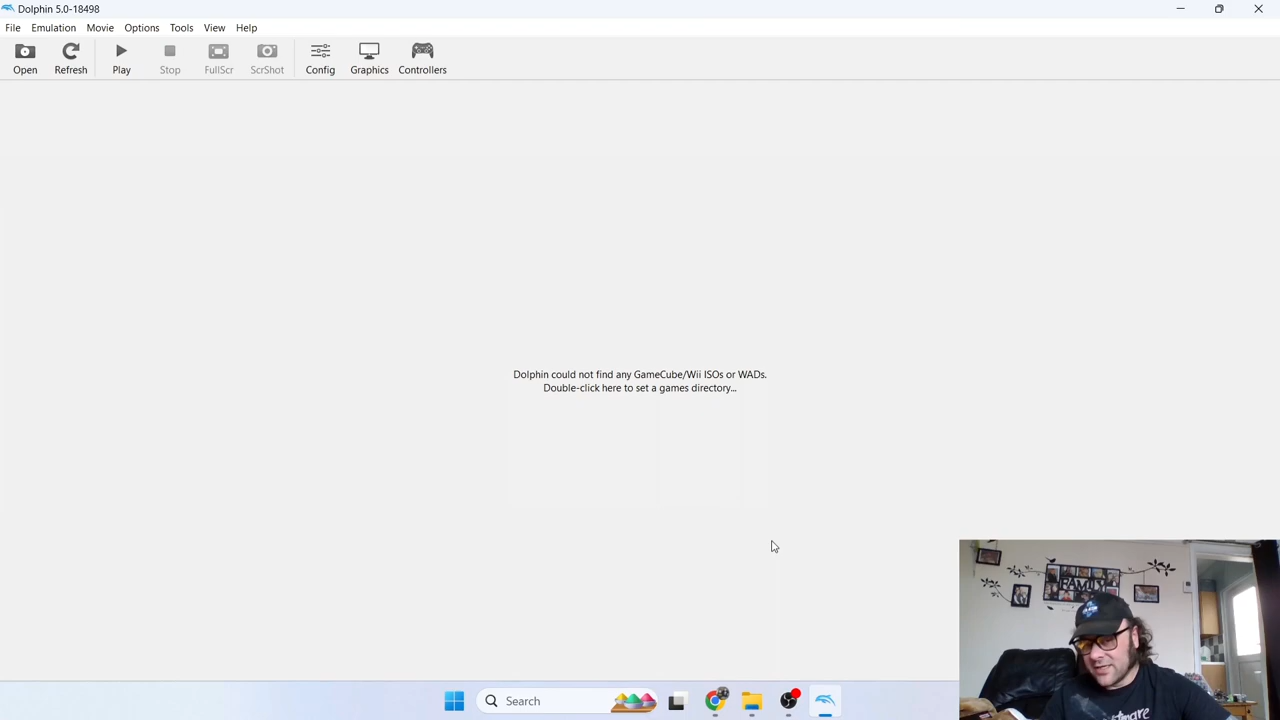 Dolphin 5.0-18498
File Emulation Movie Options Tools View Help
Open Refresh Play Stop FullScr ScrShot Config Graphics Controllers
Dolphin could not find any GameCube/Wii ISOs or WADs.
Double-click here to set a games directory...
FAMILY
Search